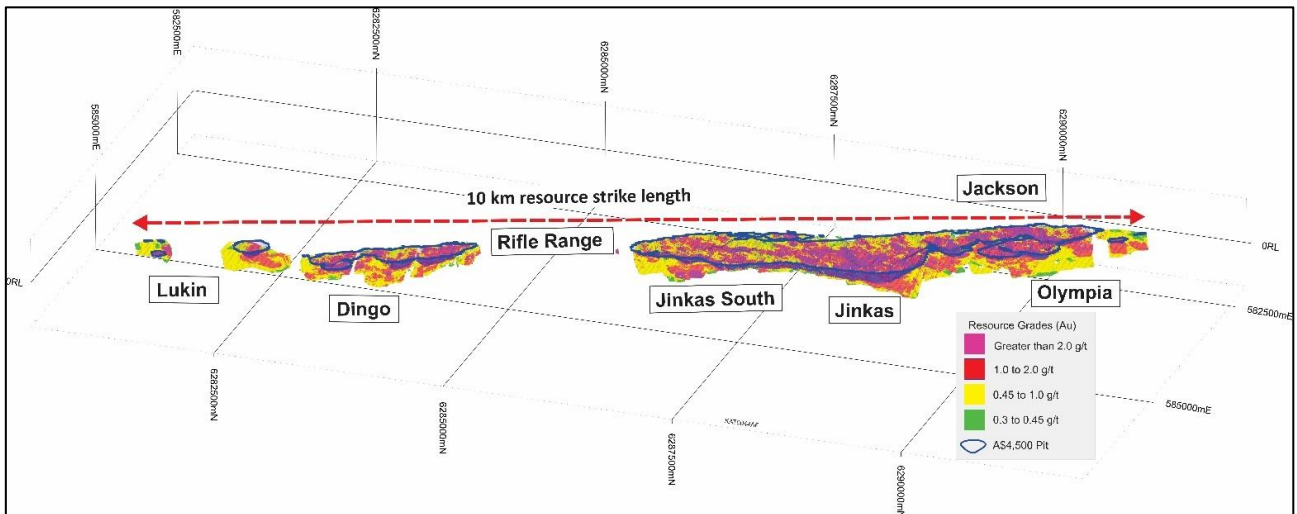 582500mE
6282500mN
6285000mN
6287500mN
6290000mN
585000mE
Jackson
10 km resource strike length
Rifle Range
0RL
0RL
Lukin
Dingo
Jinkas South
Jinkas
Olympia
582500mE
585000mE
6282500mN
6285000mN
6287500mN
6290000mN
Resource Grades (Au)
Greater than 2.0 g/t
1.0 to 2.0 g/t
0.45 to 1.0 g/t
0.3 to 0.45 g/t
A$4,500 Pit